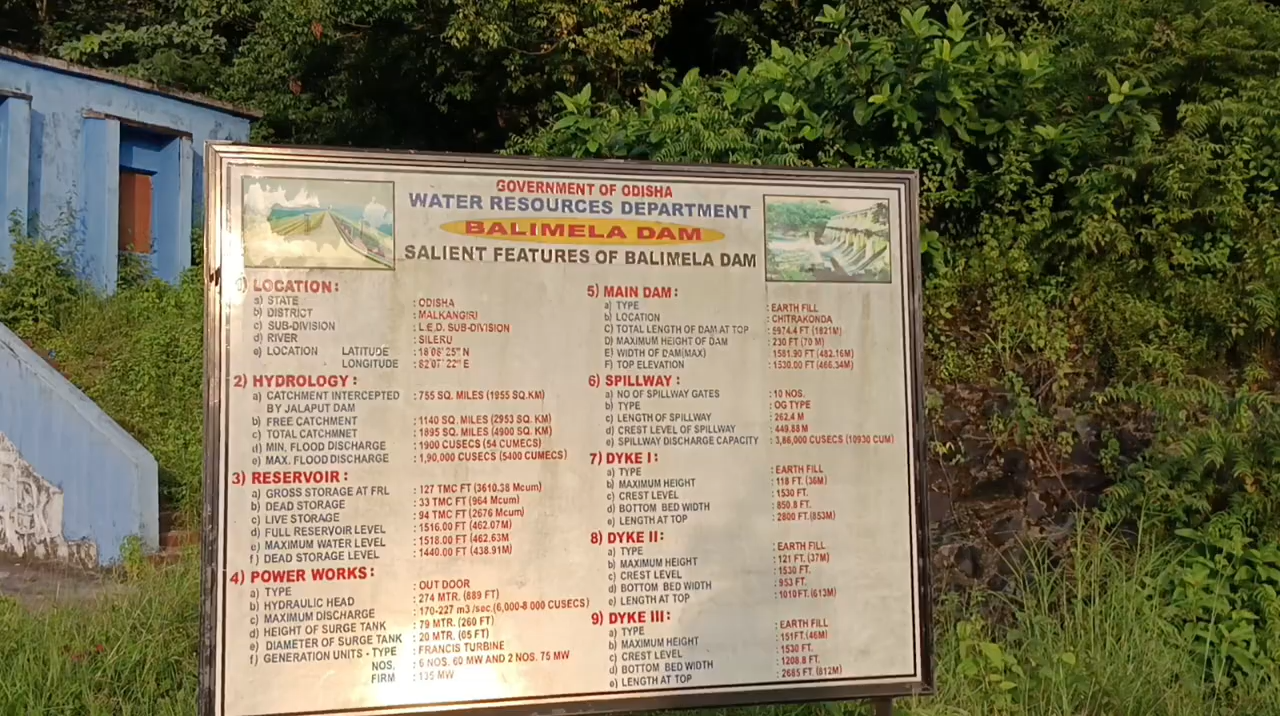 GOVERNMENT OF ODISHA
WATER RESOURCES DEPARTMENT
BALIMELA DAM
SALIENT FEATURES OF BALIMELA DAM
1) LOCATION:
a) STATE : ODISHA
b) DISTRICT : MALKANGIRI
c) SUB-DIVISION : L.E.D. SUB-DIVISION
d) RIVER : SILERU
e) LOCATION LATITUDE : 18°08'25" N
LONGITUDE : 82°07'22" E
2) HYDROLOGY :
a) CATCHMENT INTERCEPTED : 755 SQ. MILES (1955 SQ.KM)
BY JALAPUT DAM
b) FREE CATCHMENT : 1140 SQ. MILES (2953 SQ.KM)
c) TOTAL CATCHMNET : 1895 SQ. MILES (4900 SQ.KM)
d) MIN. FLOOD DISCHARGE : 1900 CUSECS (54 CUMECS)
e) MAX. FLOOD DISCHARGE : 1,90,000 CUSECS (5400 CUMECS)
3) RESERVOIR :
a) GROSS STORAGE AT FRL : 127 TMC FT (3610.38 Mcum)
b) DEAD STORAGE : 33 TMC FT (964 Mcum)
c) LIVE STORAGE : 94 TMC FT (2676 Mcum)
d) FULL RESERVOIR LEVEL : 1516.00 FT (462.07M)
e) MAXIMUM WATER LEVEL : 1518.00 FT (462.63M
f) DEAD STORAGE LEVEL : 1440.00 FT (438.91M)
4) POWER WORKS :
a) TYPE : OUT DOOR
b) HYDRAULIC HEAD : 274 MTR. (889 FT)
c) MAXIMUM DISCHARGE : 170-227 m3 /sec.(6,000-8 000 CUSECS)
d) HEIGHT OF SURGE TANK : 79 MTR. (260 FT)
e) DIAMETER OF SURGE TANK : 20 MTR. (65 FT)
f) GENERATION UNITS - TYPE : FRANCIS TURBINE
NOS. : 6 NOS. 60 MW AND 2 NOS. 75 MW
FIRM : 135 MW
5) MAIN DAM :
a) TYPE : EARTH FILL
b) LOCATION : CHITRAKONDA
C) TOTAL LENGTH OF DAM AT TOP : 5974.4 FT (1821M)
D) MAXIMUM HEIGHT OF DAM : 230 FT (70 M)
E) WIDTH OF DAM(MAX) : 1581.90 FT (482.16M)
F) TOP ELEVATION : 1530.00 FT (466.34M)
6) SPILLWAY :
a) NO OF SPILLWAY GATES : 10 NOS.
b) TYPE : OG TYPE
c) LENGTH OF SPILLWAY : 262.4 M
d) CREST LEVEL OF SPILLWAY : 449.88 M
e) SPILLWAY DISCHARGE CAPACITY : 3,86,000 CUSECS (10930 CUM)
7) DYKE I :
a) TYPE : EARTH FILL
b) MAXIMUM HEIGHT : 118 FT. (36M)
c) CREST LEVEL : 1530 FT.
d) BOTTOM BED WIDTH : 850.8 FT.
e) LENGTH AT TOP : 2800 FT.(853M)
8) DYKE II :
a) TYPE : EARTH FILL
b) MAXIMUM HEIGHT : 121 FT. (37M)
c) CREST LEVEL : 1530 FT.
d) BOTTOM BED WIDTH : 953 FT.
e) LENGTH AT TOP : 1010FT.(613M)
9) DYKE III :
a) TYPE : EARTH FILL
b) MAXIMUM HEIGHT : 151FT.(46M)
c) CREST LEVEL : 1530 FT.
d) BOTTOM BED WIDTH : 1208.8 FT.
e) LENGTH AT TOP : 2685 FT. (812M)